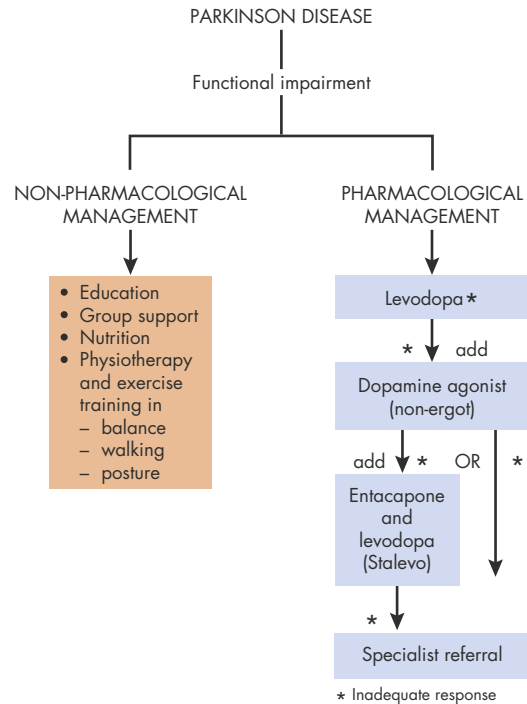 PARKINSON DISEASE
Functional impairment
NON-PHARMACOLOGICAL
MANAGEMENT
• Education
• Group support
• Nutrition
• Physiotherapy
and exercise
training in
– balance
– walking
– posture
PHARMACOLOGICAL
MANAGEMENT
Levodopa*
* add
Dopamine agonist
(non-ergot)
add * OR *
Entacapone
and
levodopa
(Stalevo)
*
Specialist referral
* Inadequate response